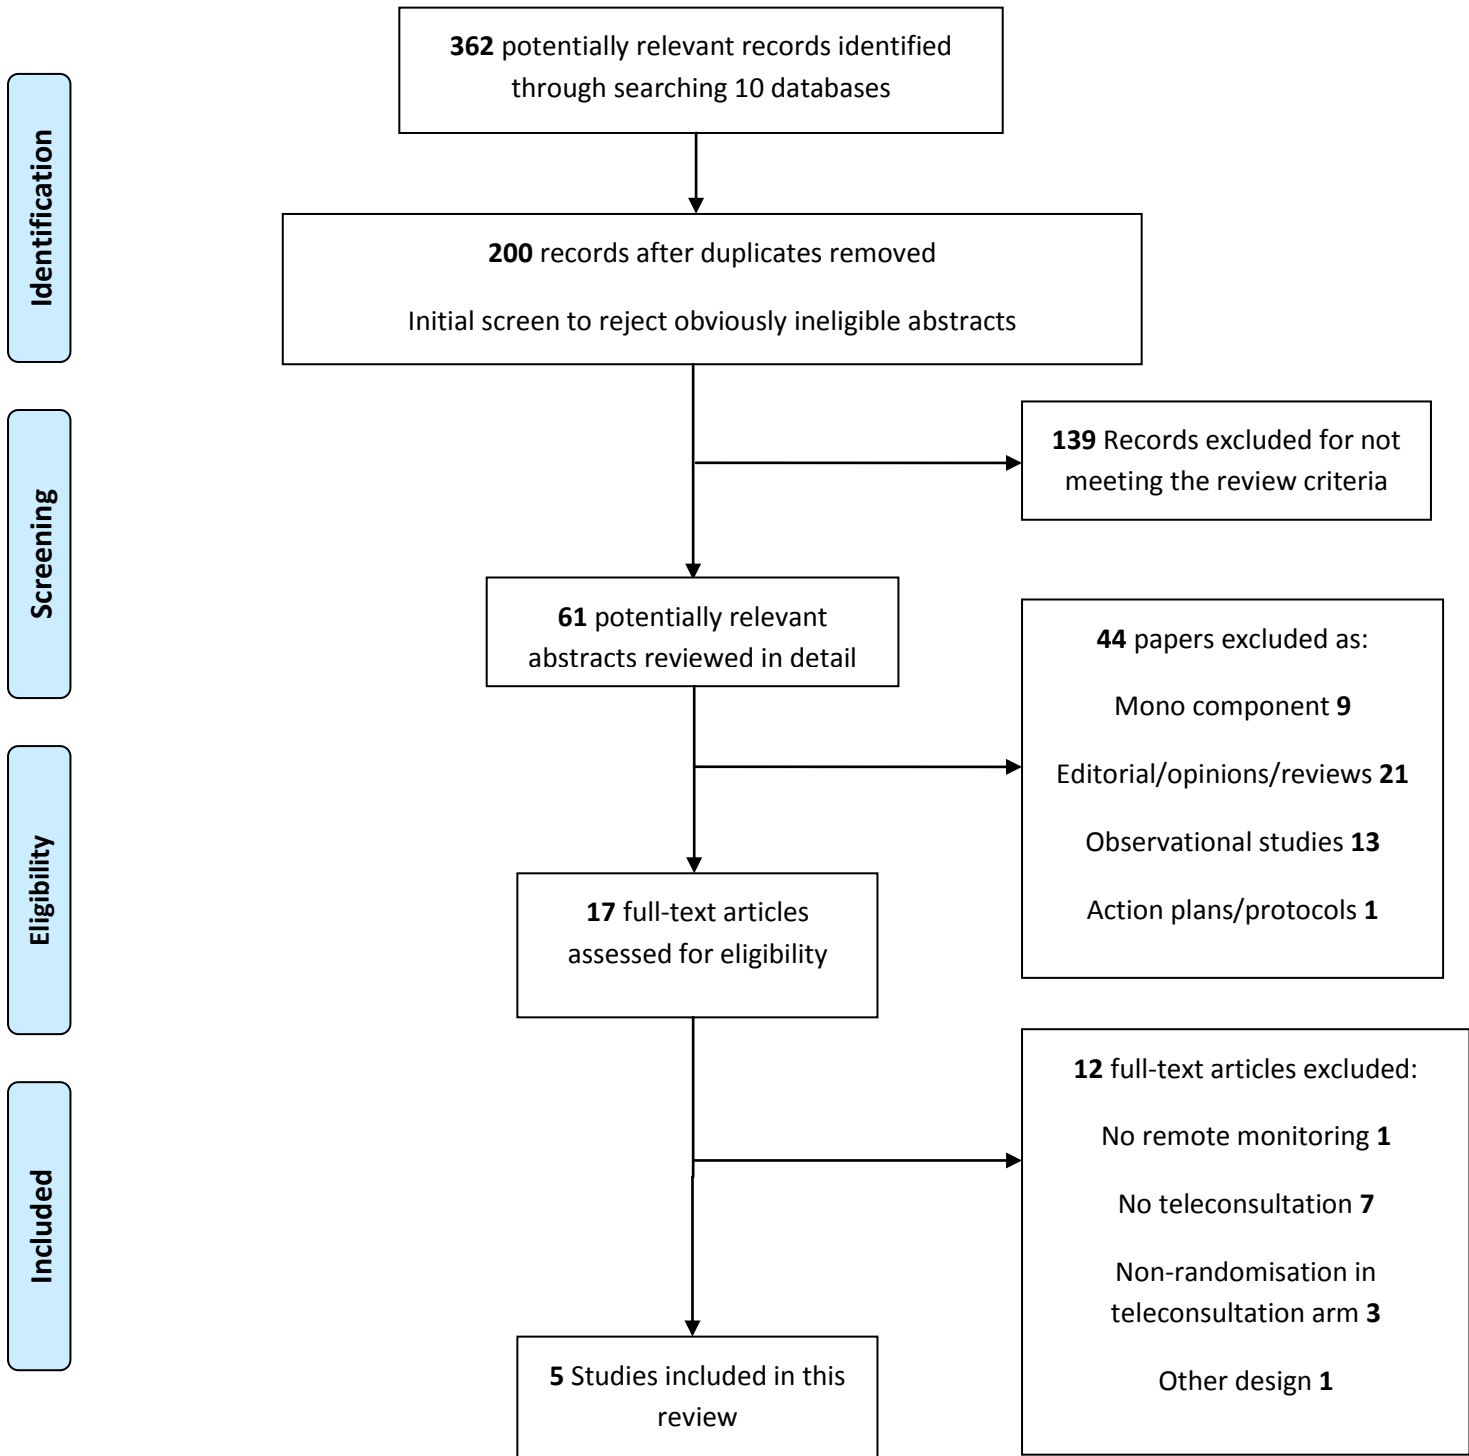 362 potentially relevant records identified
through searching 10 databases
Identification
200 records after duplicates removed
Initial screen to reject obviously ineligible abstracts
Screening
139 Records excluded for not
meeting the review criteria
61 potentially relevant
abstracts reviewed in detail
44 papers excluded as:
Mono component 9
Editorial/opinions/reviews 21
Observational studies 13
Action plans/protocols 1
Eligibility
17 full-text articles
assessed for eligibility
12 full-text articles excluded:
No remote monitoring 1
No teleconsultation 7
Non-randomisation in
teleconsultation arm 3
Other design 1
Included
5 Studies included in this
review